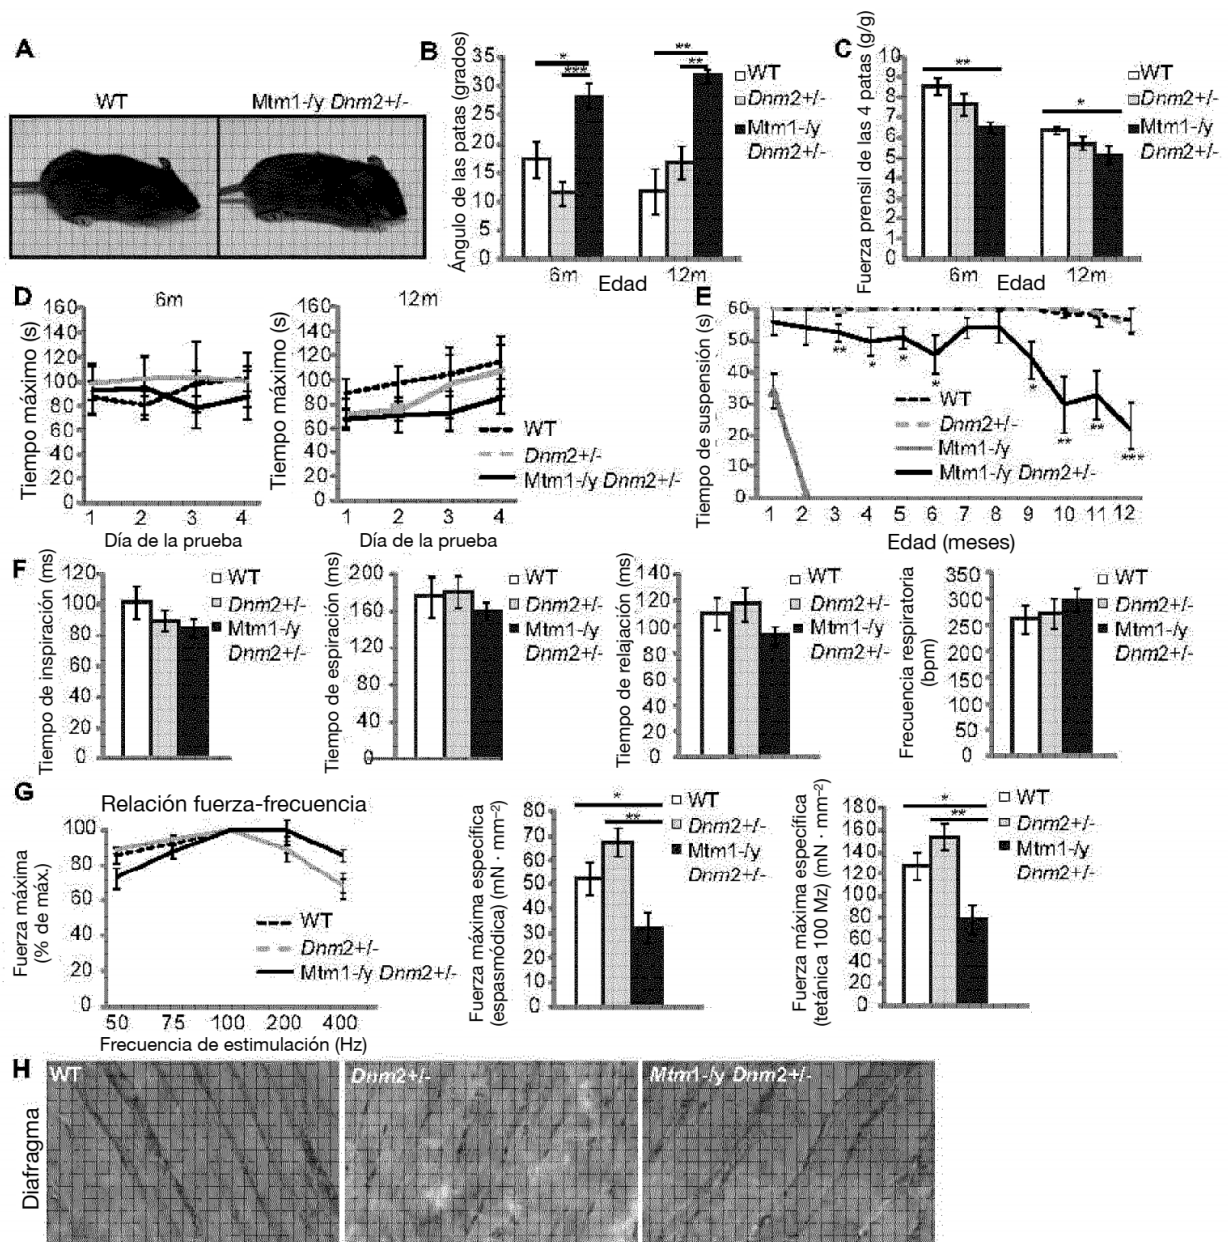 A
WT
Mtm1-/y Dnm2+/-
B
Ángulo de las patas (grados)
35
30
25
20
15
10
5
0
*
***
**
**
6m
12m
Edad
WT
Dnm2+/-
Mtm1-/y
Dnm2+/-
C
Fuerza prensil de las 4 patas (g/g)
10
9
8
7
6
5
4
3
2
1
0
**
*
6m
12m
Edad
WT
Dnm2+/-
Mtm1-/y
Dnm2+/-
D
6m
Tiempo máximo (s)
160
140
120
100
80
60
40
20
0
1 2 3 4
Día de la prueba
12m
Tiempo máximo (s)
160
140
120
100
80
60
40
20
0
1 2 3 4
Día de la prueba
WT
Dnm2+/-
Mtm1-/y Dnm2+/-
E
Tiempo de suspensión (s)
60
50
40
30
20
10
0
** * * * * ** ** ***
WT
Dnm2+/-
Mtm1-/y
Mtm1-/y Dnm2+/-
1 2 3 4 5 6 7 8 9 10 11 12
Edad (meses)
F
Tiempo de inspiración (ms)
120
100
80
60
40
20
0
WT
Dnm2+/-
Mtm1-/y
Dnm2+/-
Tiempo de espiración (ms)
200
160
120
80
40
0
WT
Dnm2+/-
Mtm1-/y
Dnm2+/-
Tiempo de relajación (ms)
140
120
100
80
60
40
20
0
WT
Dnm2+/-
Mtm1-/y
Dnm2+/-
Frecuencia respiratoria
(bpm)
350
300
250
200
150
100
50
0
WT
Dnm2+/-
Mtm1-/y
Dnm2+/-
G
Relación fuerza-frecuencia
Fuerza máxima
(% de máx.)
100
80
60
40
20
0
50 75 100 200 400
Frecuencia de estimulación (Hz)
WT
Dnm2+/-
Mtm1-/y Dnm2+/-
Fuerza máxima específica
(espasmódica) (mN · mm⁻²)
80
70
60
50
40
30
20
10
0
*
**
WT
Dnm2+/-
Mtm1-/y
Dnm2+/-
Fuerza máxima específica
(tetánica 100 Mz) (mN · mm⁻²)
180
160
140
120
100
80
60
40
20
0
*
**
WT
Dnm2+/-
Mtm1-/y
Dnm2+/-
H
Diafragma
WT
Dnm2+/-
Mtm1-/y Dnm2+/-